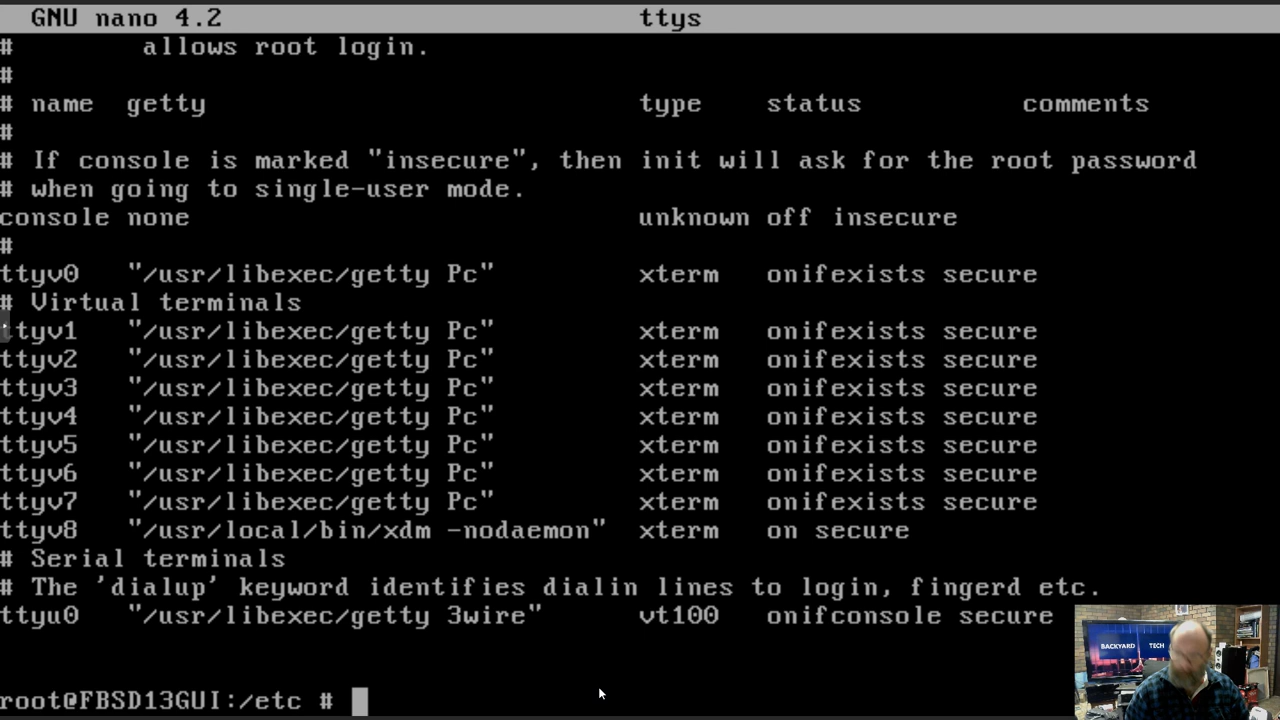 GNU nano 4.2 ttys
# allows root login.
#
# name getty type status comments
#
# If console is marked "insecure", then init will ask for the root password
# when going to single-user mode.
console none unknown off insecure
#
ttyv0 "/usr/libexec/getty Pc" xterm onifexists secure
# Virtual terminals
ttyv1 "/usr/libexec/getty Pc" xterm onifexists secure
ttyv2 "/usr/libexec/getty Pc" xterm onifexists secure
ttyv3 "/usr/libexec/getty Pc" xterm onifexists secure
ttyv4 "/usr/libexec/getty Pc" xterm onifexists secure
ttyv5 "/usr/libexec/getty Pc" xterm onifexists secure
ttyv6 "/usr/libexec/getty Pc" xterm onifexists secure
ttyv7 "/usr/libexec/getty Pc" xterm onifexists secure
ttyv8 "/usr/local/bin/xdm -nodaemon" xterm on secure
# Serial terminals
# The 'dialup' keyword identifies dialin lines to login, fingerd etc.
ttyu0 "/usr/libexec/getty 3wire" vt100 onifconsole secure
BACKYARD TECH
root@FBSD13GUI:/etc #